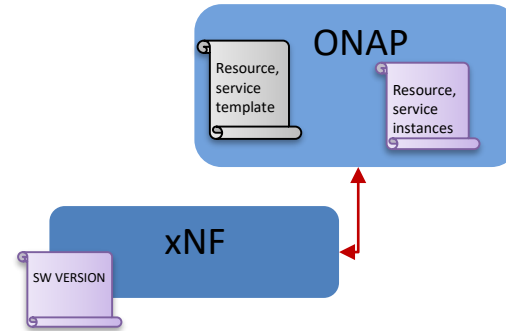 ONAP
Resource,
service
template
Resource,
service
instances
xNF
SW VERSION